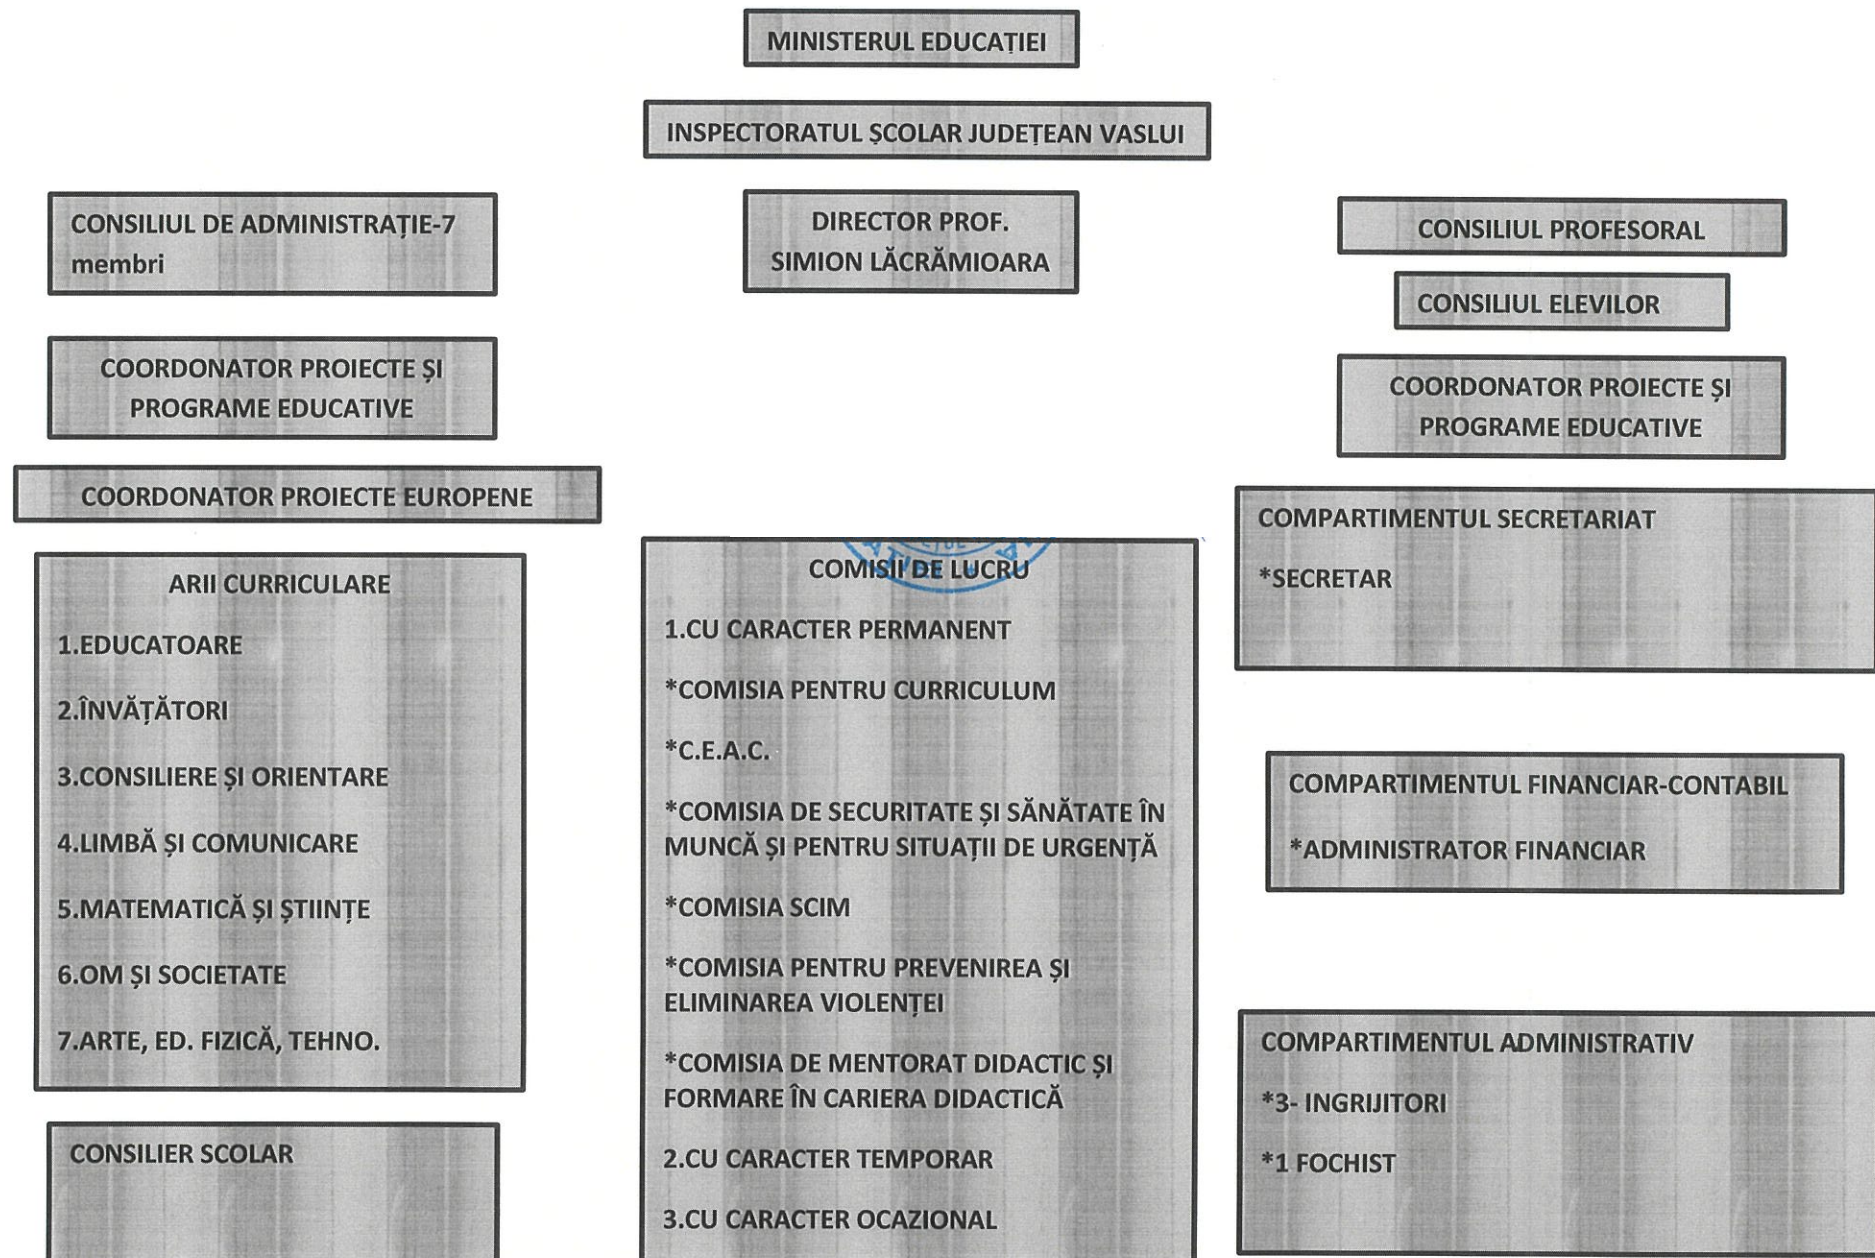 MINISTERUL EDUCAȚIEI
INSPECTORATUL ȘCOLAR JUDEȚEAN VASLUI
DIRECTOR PROF.
SIMION LĂCRĂMIOARA
CONSILIUL DE ADMINISTRAȚIE-7
membri
COORDONATOR PROIECTE ȘI
PROGRAME EDUCATIVE
COORDONATOR PROIECTE EUROPENE
ARII CURRICULARE
1.EDUCATOARE
2.ÎNVĂȚĂTORI
3.CONSILIERE ȘI ORIENTARE
4.LIMBĂ ȘI COMUNICARE
5.MATEMATICĂ ȘI ȘTIINȚE
6.OM ȘI SOCIETATE
7.ARTE, ED. FIZICĂ, TEHNO.
CONSILIER SCOLAR
COMISII DE LUCRU
1.CU CARACTER PERMANENT
*COMISIA PENTRU CURRICULUM
*C.E.A.C.
*COMISIA DE SECURITATE ȘI SĂNĂTATE ÎN
MUNCĂ ȘI PENTRU SITUAȚII DE URGENȚĂ
*COMISIA SCIM
*COMISIA PENTRU PREVENIREA ȘI
ELIMINAREA VIOLENȚEI
*COMISIA DE MENTORAT DIDACTIC ȘI
FORMARE ÎN CARIERA DIDACTICĂ
2.CU CARACTER TEMPORAR
3.CU CARACTER OCAZIONAL
CONSILIUL PROFESORAL
CONSILIUL ELEVILOR
COORDONATOR PROIECTE ȘI
PROGRAME EDUCATIVE
COMPARTIMENTUL SECRETARIAT
*SECRETAR
COMPARTIMENTUL FINANCIAR-CONTABIL
*ADMINISTRATOR FINANCIAR
COMPARTIMENTUL ADMINISTRATIV
*3- INGRIJITORI
*1 FOCHIST